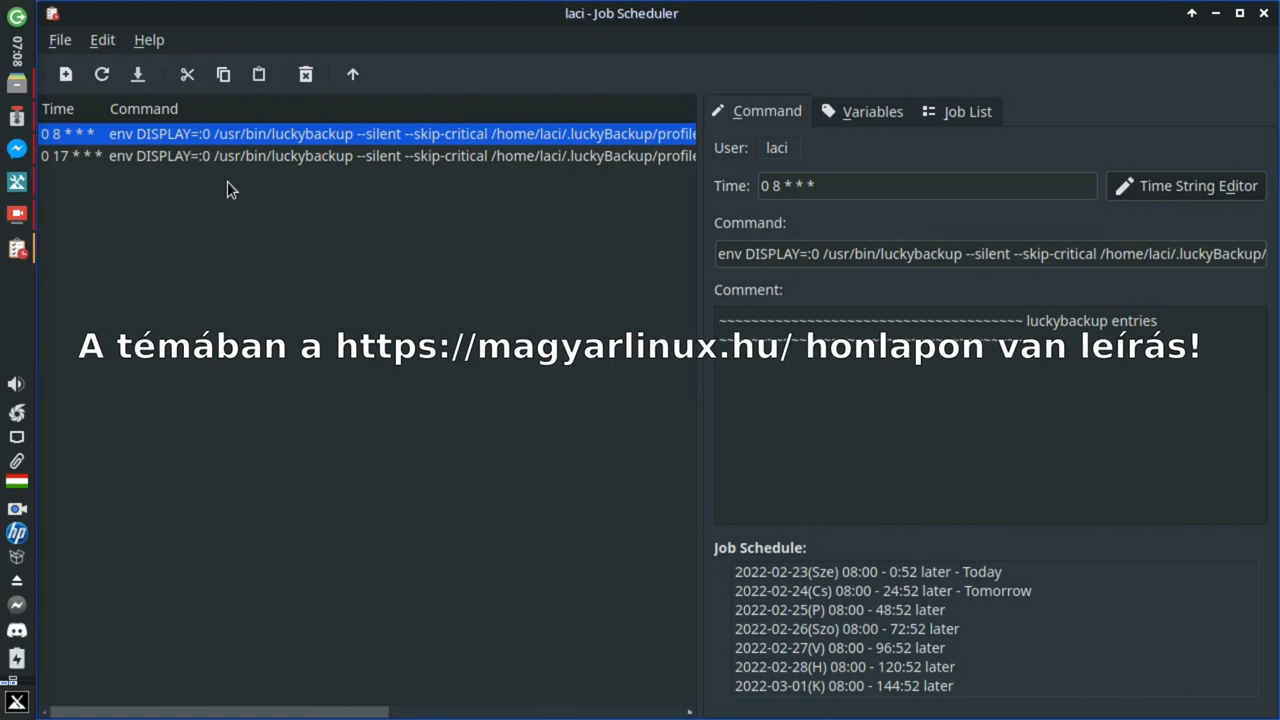 laci - Job Scheduler
07:08
File Edit Help
Time Command
0 8 * * * env DISPLAY=:0 /usr/bin/luckybackup --silent --skip-critical /home/laci/.luckyBackup/profile
0 17 * * * env DISPLAY=:0 /usr/bin/luckybackup --silent --skip-critical /home/laci/.luckyBackup/profile
Command Variables Job List
User: laci
Time: 0 8 * * * Time String Editor
Command:
env DISPLAY=:0 /usr/bin/luckybackup --silent --skip-critical /home/laci/.luckyBackup/
Comment:
~~~~~~~~~~~~~~~~~~~~~~~~~~~~~~~~~~~~~~ luckybackup entries
A témában a https://magyarlinux.hu/ honlapon van leírás!
Job Schedule:
2022-02-23(Sze) 08:00 - 0:52 later - Today
2022-02-24(Cs) 08:00 - 24:52 later - Tomorrow
2022-02-25(P) 08:00 - 48:52 later
2022-02-26(Szo) 08:00 - 72:52 later
2022-02-27(V) 08:00 - 96:52 later
2022-02-28(H) 08:00 - 120:52 later
2022-03-01(K) 08:00 - 144:52 later
hp